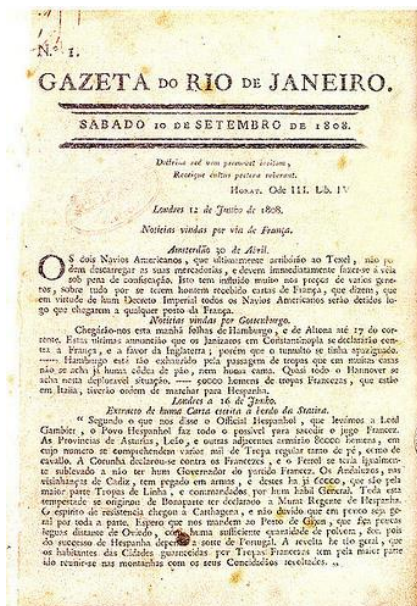 N.º 1.
GAZETA DO RIO DE JANEIRO.
SABADO 10 DE SETEMBRO DE 1808.
Doctrina sed vim promovet insitam,
Rectique cultus pectora roborant.
HORAT. Ode III. Lib. IV
Londres 12 de Junho de 1808.
Noticias vindas por via de França.
Amsterdão 30 de Abril.
OS dois Navios Americanos, que ultimamente arribárão ao Texel, não po-
dem descarregar as suas mercadorias, e devem immediatamente fazer-se á vela
sob pena de confiscação. Isto tem influido muito nos preços de varios gene-
ros, sobre tudo por se terem hontem recebido cartas de França, que dizem, que
em virtude de hum Decreto Imperial todos os Navios Americanos serão detidos lo-
go que chegarem a qualquer porto da França.
Noticias vindas por Gottenburgo.
Chegárão-nos esta manhã folhas de Hamburgo, e de Altona até 17 do cor-
rente. Estas ultimas annuncião que os Janizaros em Constantinopla se declarárão con-
tra a França, e a favor da Inglaterra; porém que o tumulto se tinha apaziguado.
—— Hamburgo está tão exhaurido pela passagem de tropas que em muitas casas
não se acha já huma côdea de pão, nem huma cama. Quasi todo o Hannover se
acha nesta deploravel situação. —— 50000 homens de tropas Francezas, que estão
em Italia, tiverão ordem de marchar para Hespanha.
Londres a 16 de Junho.
Extracto de huma Carta escrita a bordo da Statira.
" Segundo o que nos disse o Official Hespanhol, que levámos a Lord
Gambier, o Povo Hespanhol faz todo o possivel para sacudir o jugo Francez.
As Provincias de Asturias, Leão, e outras adjacentes armárão 80000 homens, em
cujo numero se comprehendem varios mil de Tropa regular tanto de pé, como de
cavallo. A Corunha declarou-se contra os Francezes, e o Ferrol se teria igualmen-
te sublevado a não ter hum Governador do partido Francez. Os Andaluzes, nas
visinhanças de Cadiz, tem pegado em armas, e destes ha já 60000, que são pela
maior parte Tropas de Linha, e commandados por hum habil General. Toda esta
tempestade se originou de Bonaparte ter declarado a Murat Regente de Hespanha.
O espirito de resistencia chegou a Carthagena, e não duvido que em pouco seja ge-
ral por toda a parte. Espero que nos mandem ao Porto de Gijon, que fica poucas
leguas distante de Oviedo, com huma sufficiente quantidade de polvora, &c. pois
do successo de Hespanha depende a sorte de Portugal. A revolta he tão geral, que
os habitantes das Cidades guarnecidas por Tropas Francezas tem pela maior parte
ido reunir-se nas montanhas com os seus Concidadãos revoltados. ,,